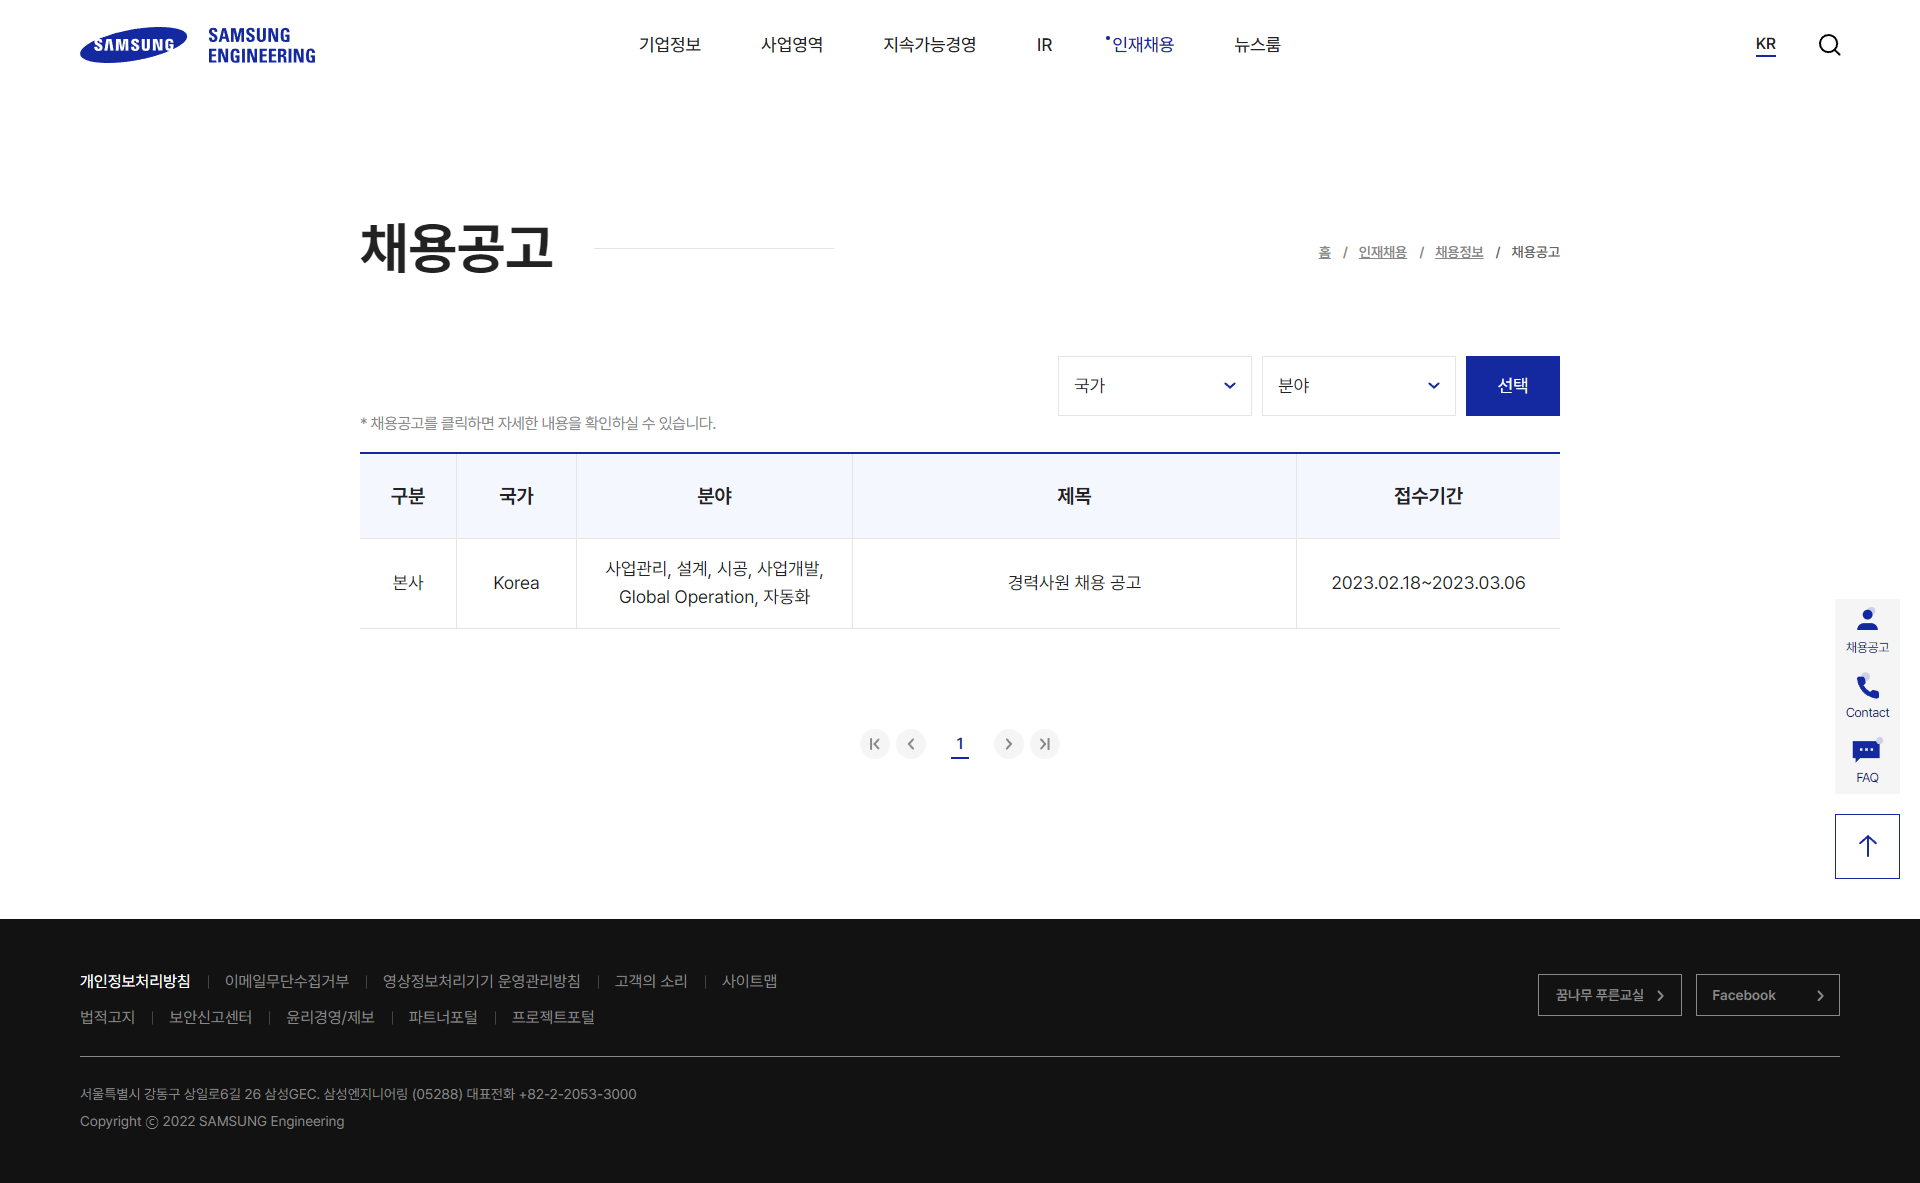 SAMSUNG
SAMSUNG
ENGINEERING
기업정보
사업영역
지속가능경영
IR
인재채용
뉴스룸
KR
채용공고
홈 / 인재채용 / 채용정보 / 채용공고
국가
분야
선택
* 채용공고를 클릭하면 자세한 내용을 확인하실 수 있습니다.
구분 국가 분야 제목 접수기간
본사 Korea 사업관리, 설계, 시공, 사업개발,
Global Operation, 자동화 경력사원 채용 공고 2023.02.18~2023.03.06
1
채용공고
Contact
FAQ
개인정보처리방침 | 이메일무단수집거부 | 영상정보처리기기 운영관리방침 | 고객의 소리 | 사이트맵
법적고지 | 보안신고센터 | 윤리경영/제보 | 파트너포털 | 프로젝트포털
꿈나무 푸른교실
Facebook
서울특별시 강동구 상일로6길 26 삼성GEC. 삼성엔지니어링 (05288) 대표전화 +82-2-2053-3000
Copyright ⓒ 2022 SAMSUNG Engineering